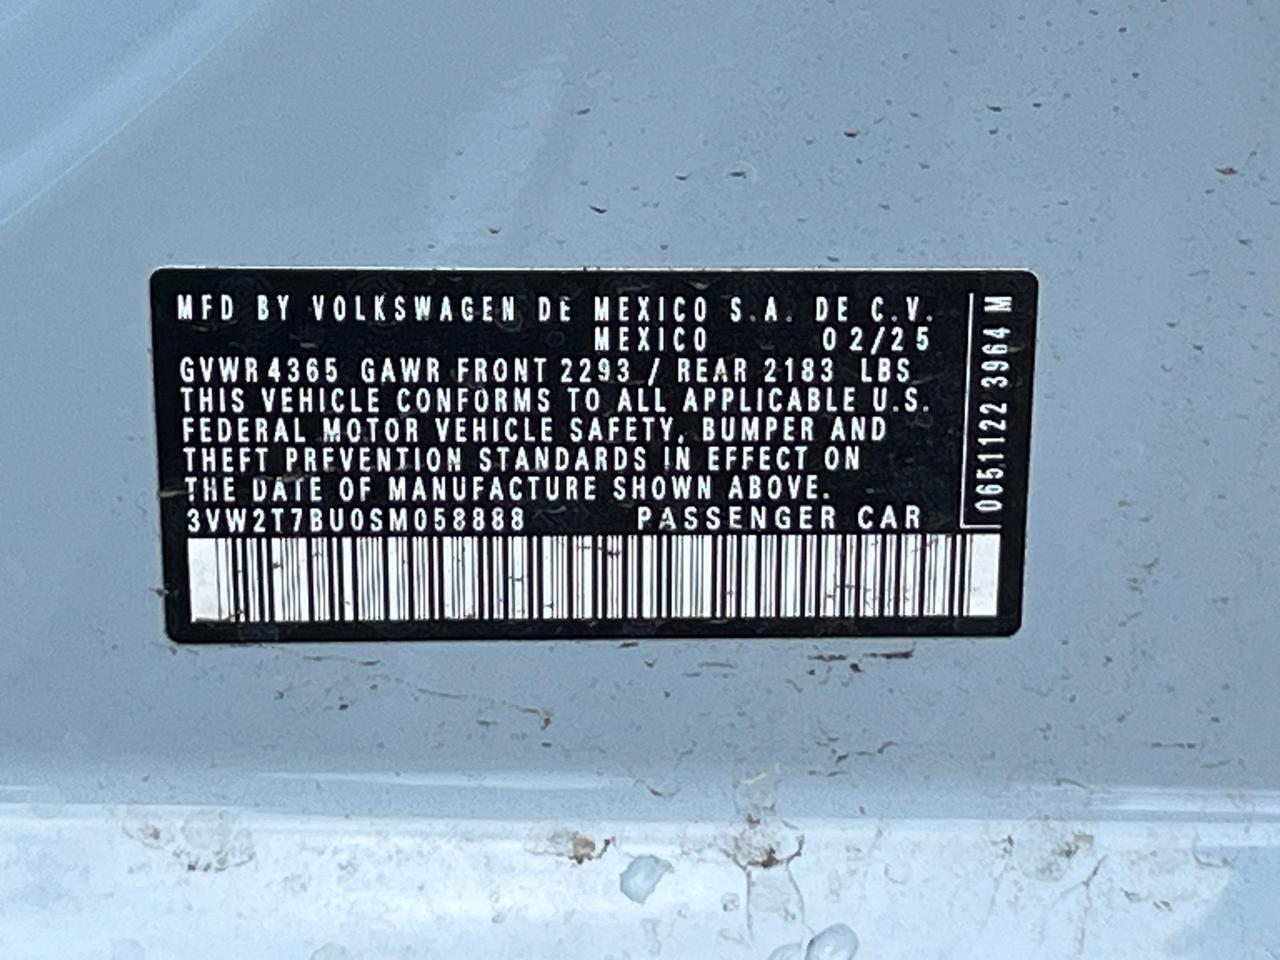 MFD BY VOLKSWAGEN DE MEXICO S.A. DE C.V.
MEXICO 02/25
GVWR 4365 GAWR FRONT 2293 / REAR 2183 LBS
THIS VEHICLE CONFORMS TO ALL APPLICABLE U.S.
FEDERAL MOTOR VEHICLE SAFETY, BUMPER AND
THEFT PREVENTION STANDARDS IN EFFECT ON
THE DATE OF MANUFACTURE SHOWN ABOVE.
3VW2T7BU0SM058888 PASSENGER CAR
0651122 3964 M